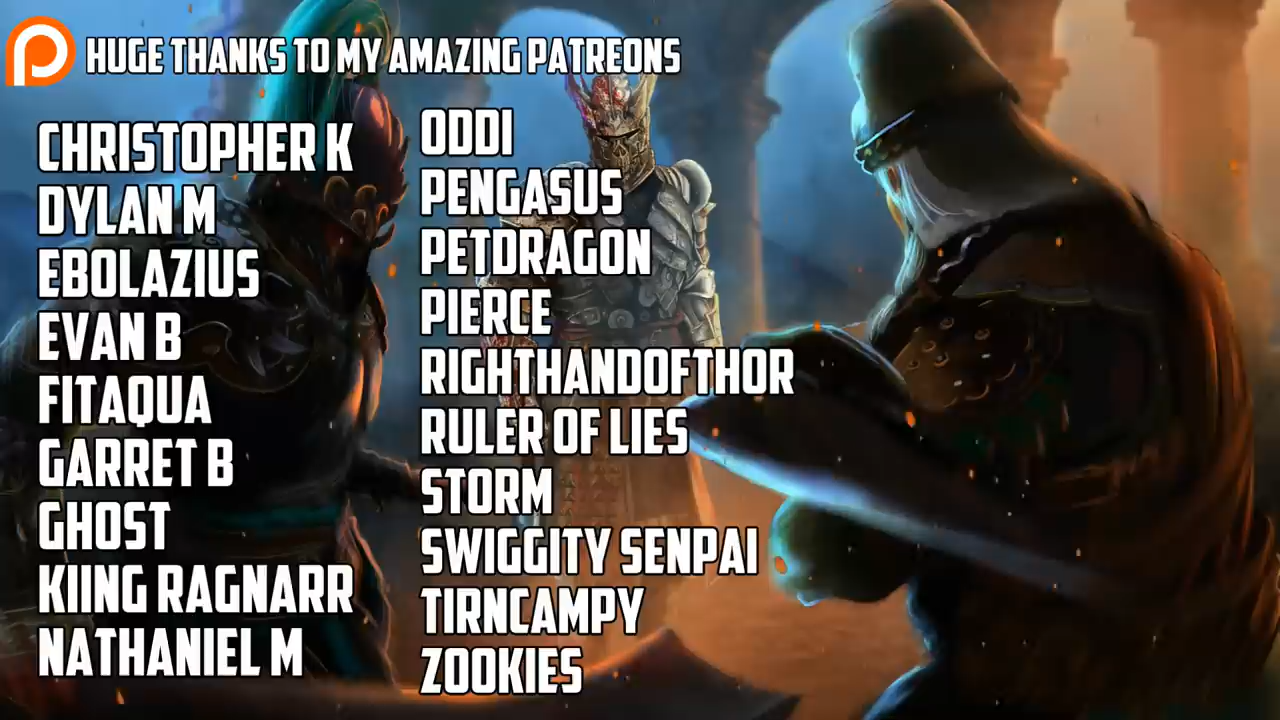 HUGE THANKS TO MY AMAZING PATREONS
CHRISTOPHER K
DYLAN M
EBOLAZIUS
EVAN B
FITAQUA
GARRET B
GHOST
KIING RAGNARR
NATHANIEL M
ODDI
PENGASUS
PETDRAGON
PIERCE
RIGHTHANDOFTHOR
RULER OF LIES
STORM
SWIGGITY SENPAI
TIRNCAMPY
ZOOKIES